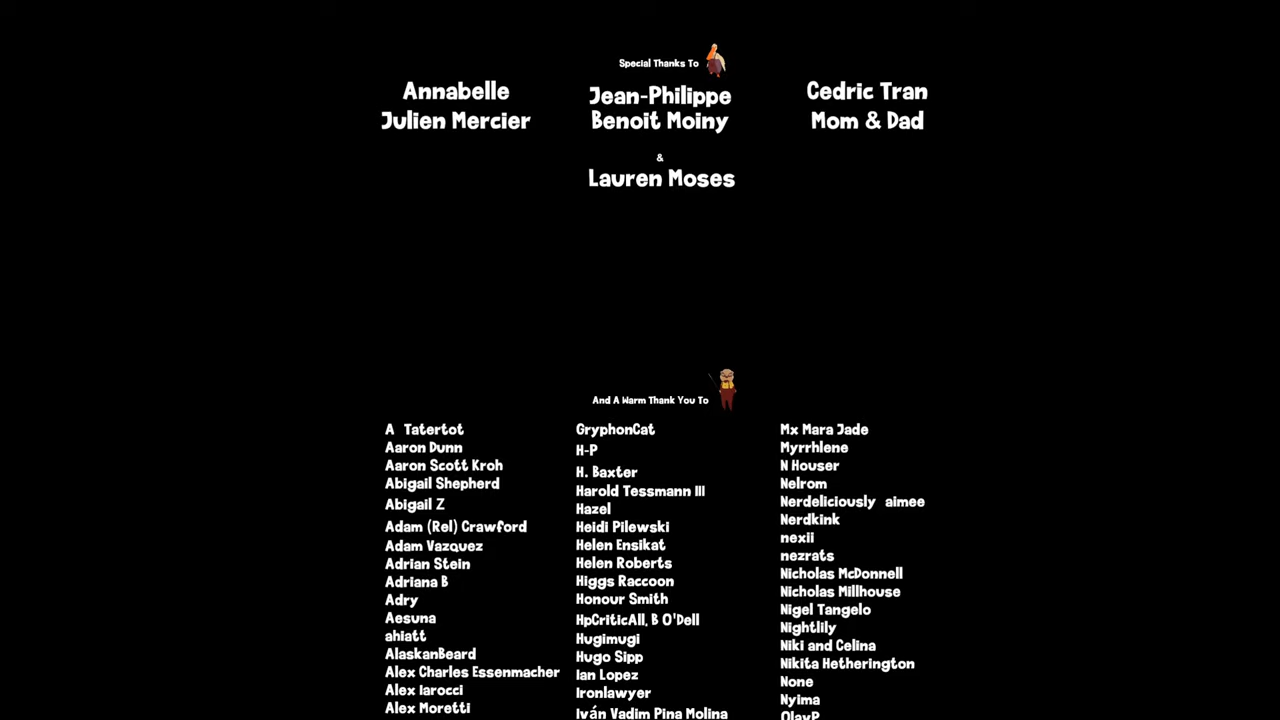 Special Thanks To
Annabelle
Julien Mercier
Jean-Philippe
Benoit Moiny
Cedric Tran
Mom & Dad
&
Lauren Moses
And A Warm Thank You To
A Tatertot
Aaron Dunn
Aaron Scott Kroh
Abigail Shepherd
Abigail Z
Adam (Rel) Crawford
Adam Vazquez
Adrian Stein
Adriana B
Adry
Aesuna
ahiatt
AlaskanBeard
Alex Charles Essenmacher
Alex Iarocci
Alex Moretti
GryphonCat
H-P
H. Baxter
Harold Tessmann III
Hazel
Heidi Pilewski
Helen Ensikat
Helen Roberts
Higgs Raccoon
Honour Smith
HpCriticAll, B O'Dell
Hugimugi
Hugo Sipp
Ian Lopez
Ironlawyer
Iván Vadim Pina Molina
Mx Mara Jade
Myrrhlene
N Houser
Nelrom
Nerdeliciously aimee
Nerdkink
nexii
nezrats
Nicholas McDonnell
Nicholas Millhouse
Nigel Tangelo
Nightlily
Niki and Celina
Nikita Hetherington
None
Nyima
OlayP